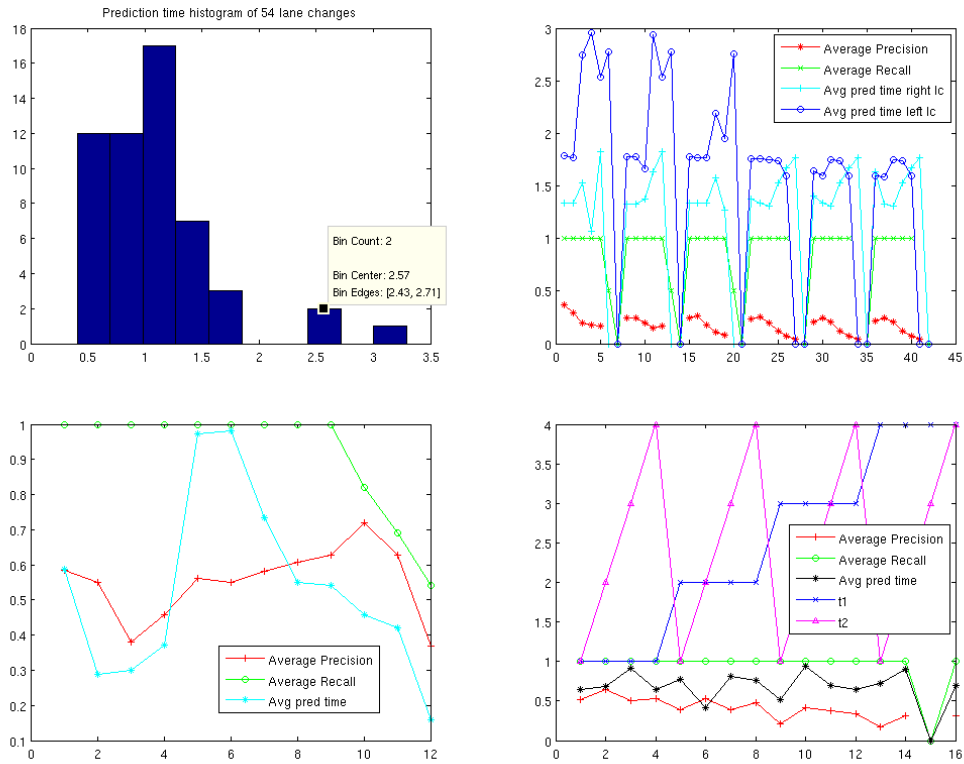 Prediction time histogram of 54 lane changes
18
16
14
12
10
8
6
4
2
0
Bin Count: 2
Bin Center: 2.57
Bin Edges: [2.43, 2.71]
0 0.5 1 1.5 2 2.5 3 3.5
3
2.5
2
1.5
1
0.5
0
Average Precision
Average Recall
Avg pred time right lc
Avg pred time left lc
0 5 10 15 20 25 30 35 40 45
1
0.9
0.8
0.7
0.6
0.5
0.4
0.3
0.2
0.1
Average Precision
Average Recall
Avg pred time
0 2 4 6 8 10 12
4
3.5
3
2.5
2
1.5
1
0.5
0
Average Precision
Average Recall
Avg pred time
t1
t2
0 2 4 6 8 10 12 14 16